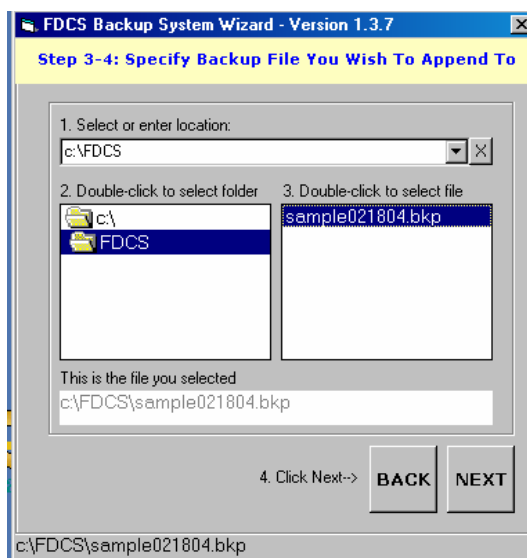 FDCS Backup System Wizard - Version 1.3.7
Step 3-4: Specify Backup File You Wish To Append To
1. Select or enter location:
c:\FDCS
X
2. Double-click to select folder
3. Double-click to select file
c:\
FDCS
sample021804.bkp
This is the file you selected
c:\FDCS\sample021804.bkp
4. Click Next-->
BACK
NEXT
c:\FDCS\sample021804.bkp